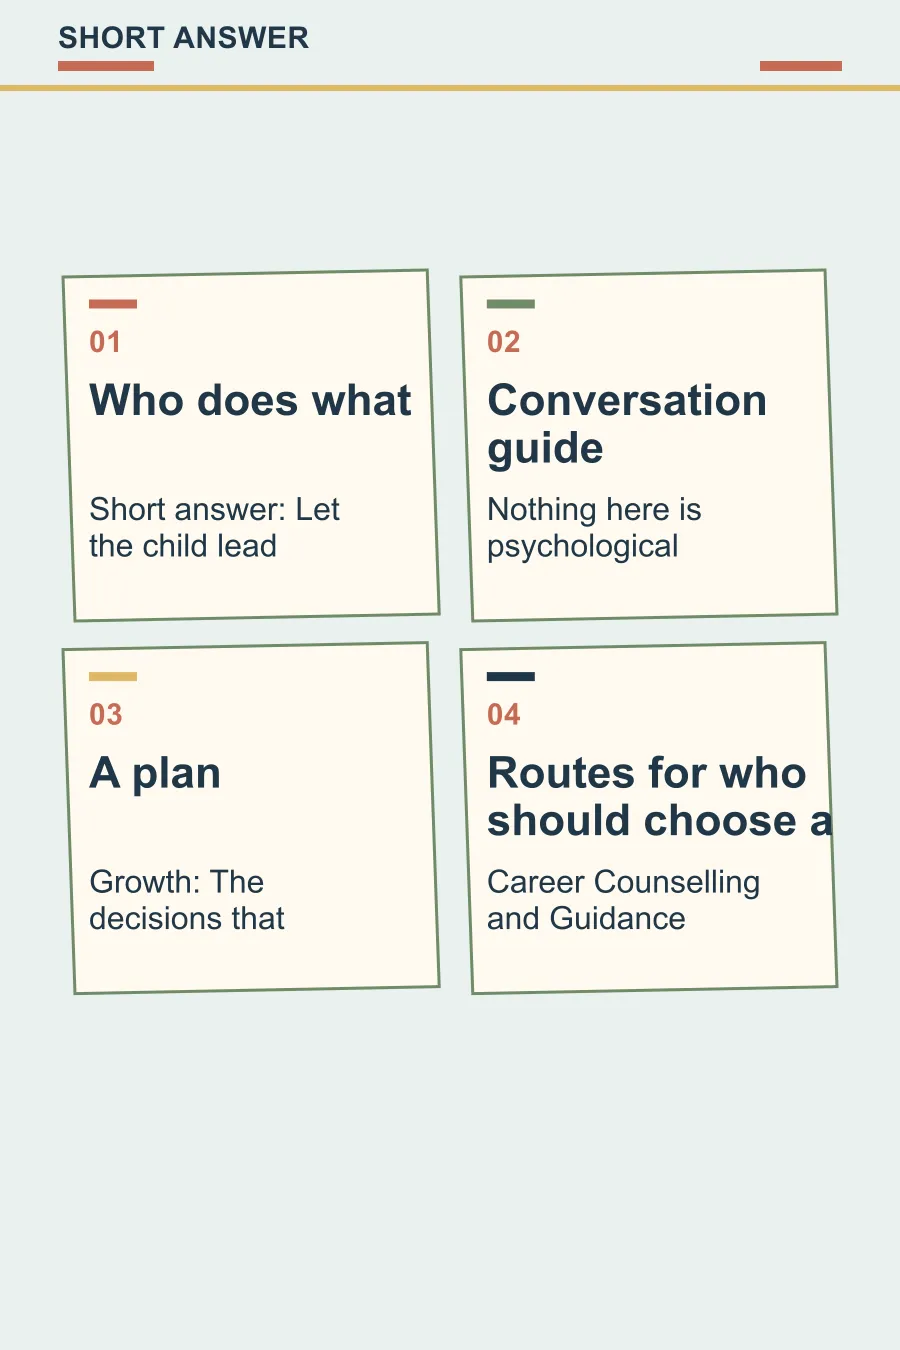 SHORT ANSWER
01
Who does what
Short answer: Let
the child lead
02
Conversation
guide
Nothing here is
psychological
03
A plan
Growth: The
decisions that
04
Routes for who
should choose a
Career Counselling
and Guidance